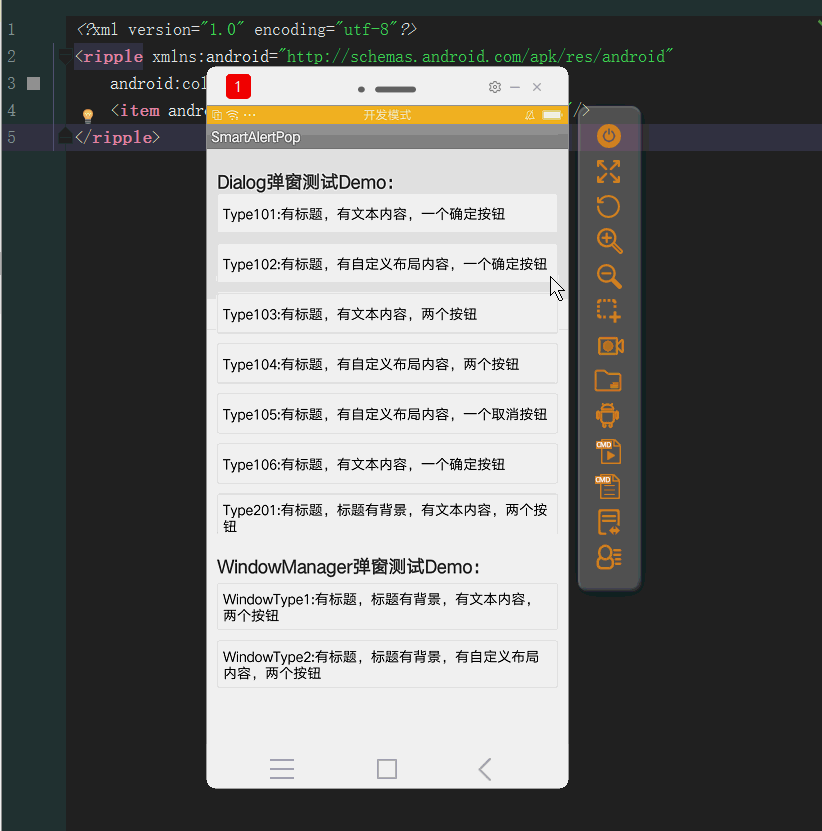 1 <?xml version="1.0" encoding="utf-8"?>
2 <ripple xmlns:android="http://schemas.android.com/apk/res/android"
3 android:col
4 <item andro /> 
5 </ripple>
1
开发模式
SmartAlertPop
Dialog弹窗测试Demo：
Type101:有标题，有文本内容，一个确定按钮
Type102:有标题，有自定义布局内容，一个确定按钮
Type103:有标题，有文本内容，两个按钮
Type104:有标题，有自定义布局内容，两个按钮
Type105:有标题，有自定义布局内容，一个取消按钮
Type106:有标题，有文本内容，一个确定按钮
Type201:有标题，标题有背景，有文本内容，两个按
钮
WindowManager弹窗测试Demo：
WindowType1:有标题，标题有背景，有文本内容，
两个按钮
WindowType2:有标题，标题有背景，有自定义布局
内容，两个按钮
CMD
CMD